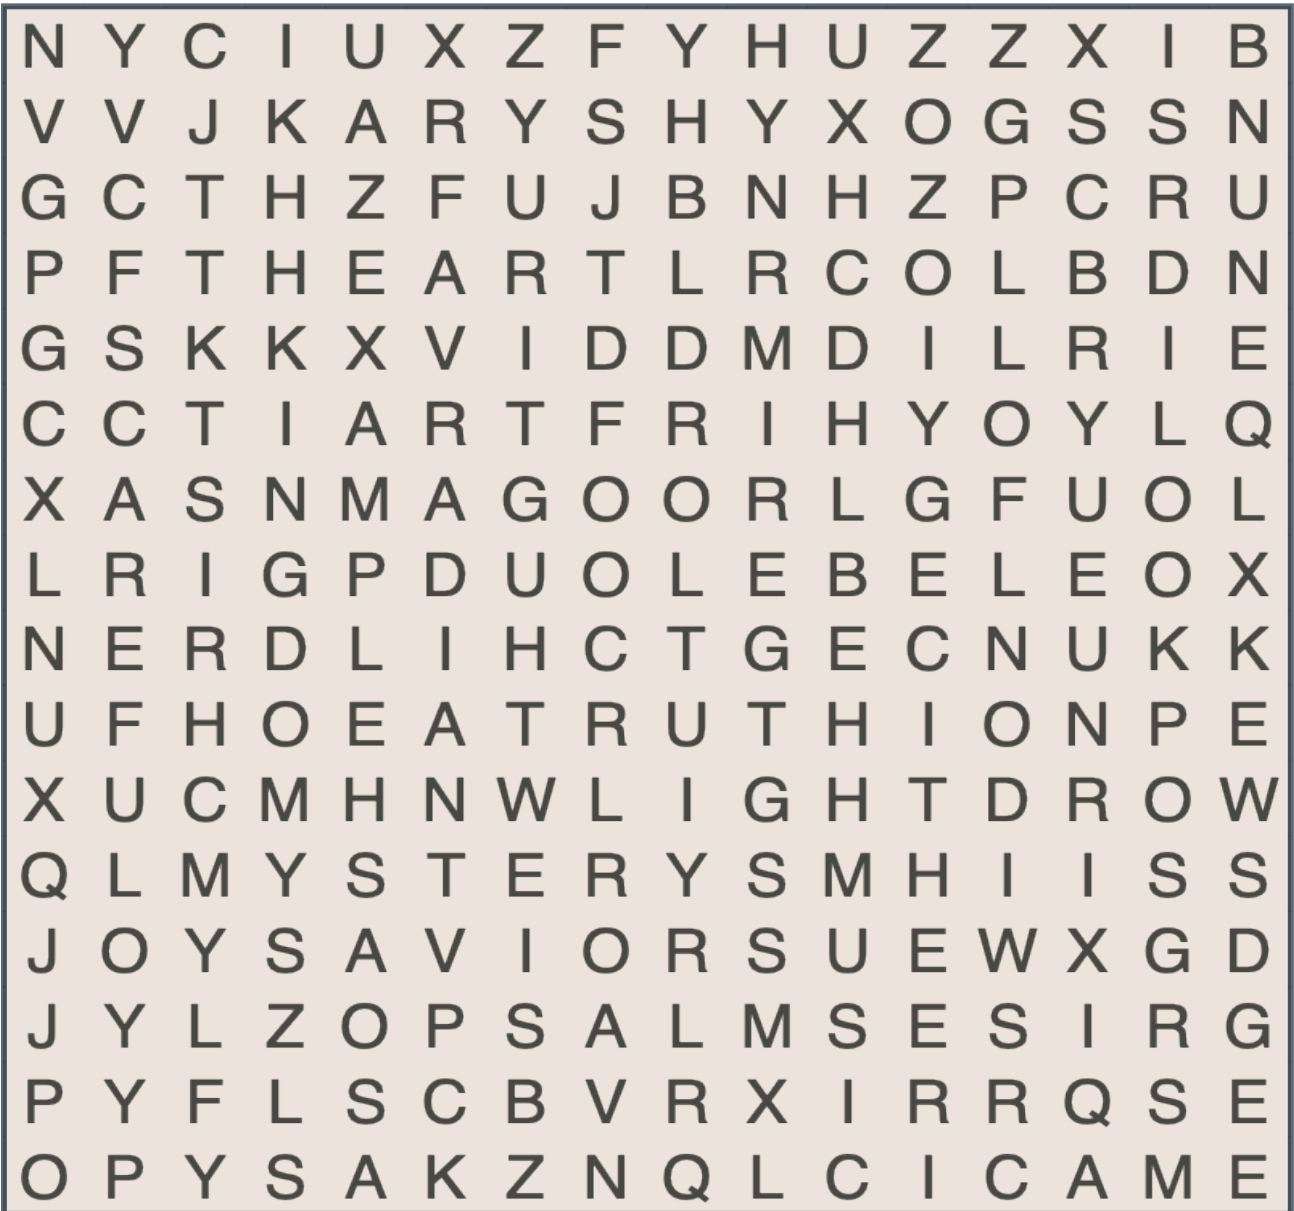 N Y C I U X Z F Y H U Z Z X I B
V V J K A R Y S H Y X O G S S N
G C T H Z F U J B N H Z P C R U
P F T H E A R T L R C O L B D N
G S K K X V I D D M D I L R I E
C C T I A R T F R I H Y O Y L Q
X A S N M A G O O R L G F U O L
L R I G P D U O L E B E L E O X
N E R D L I H C T G E C N U K K
U F H O E A T R U T H I O N P E
X U C M H N W L I G H T D R O W
Q L M Y S T E R Y S M H I I S S
J O Y S A V I O R S U E W X G D
J Y L Z O P S A L M S E S I R G
P Y F L S C B V R X I R R Q S E
O P Y S A K Z N Q L C I C A M E